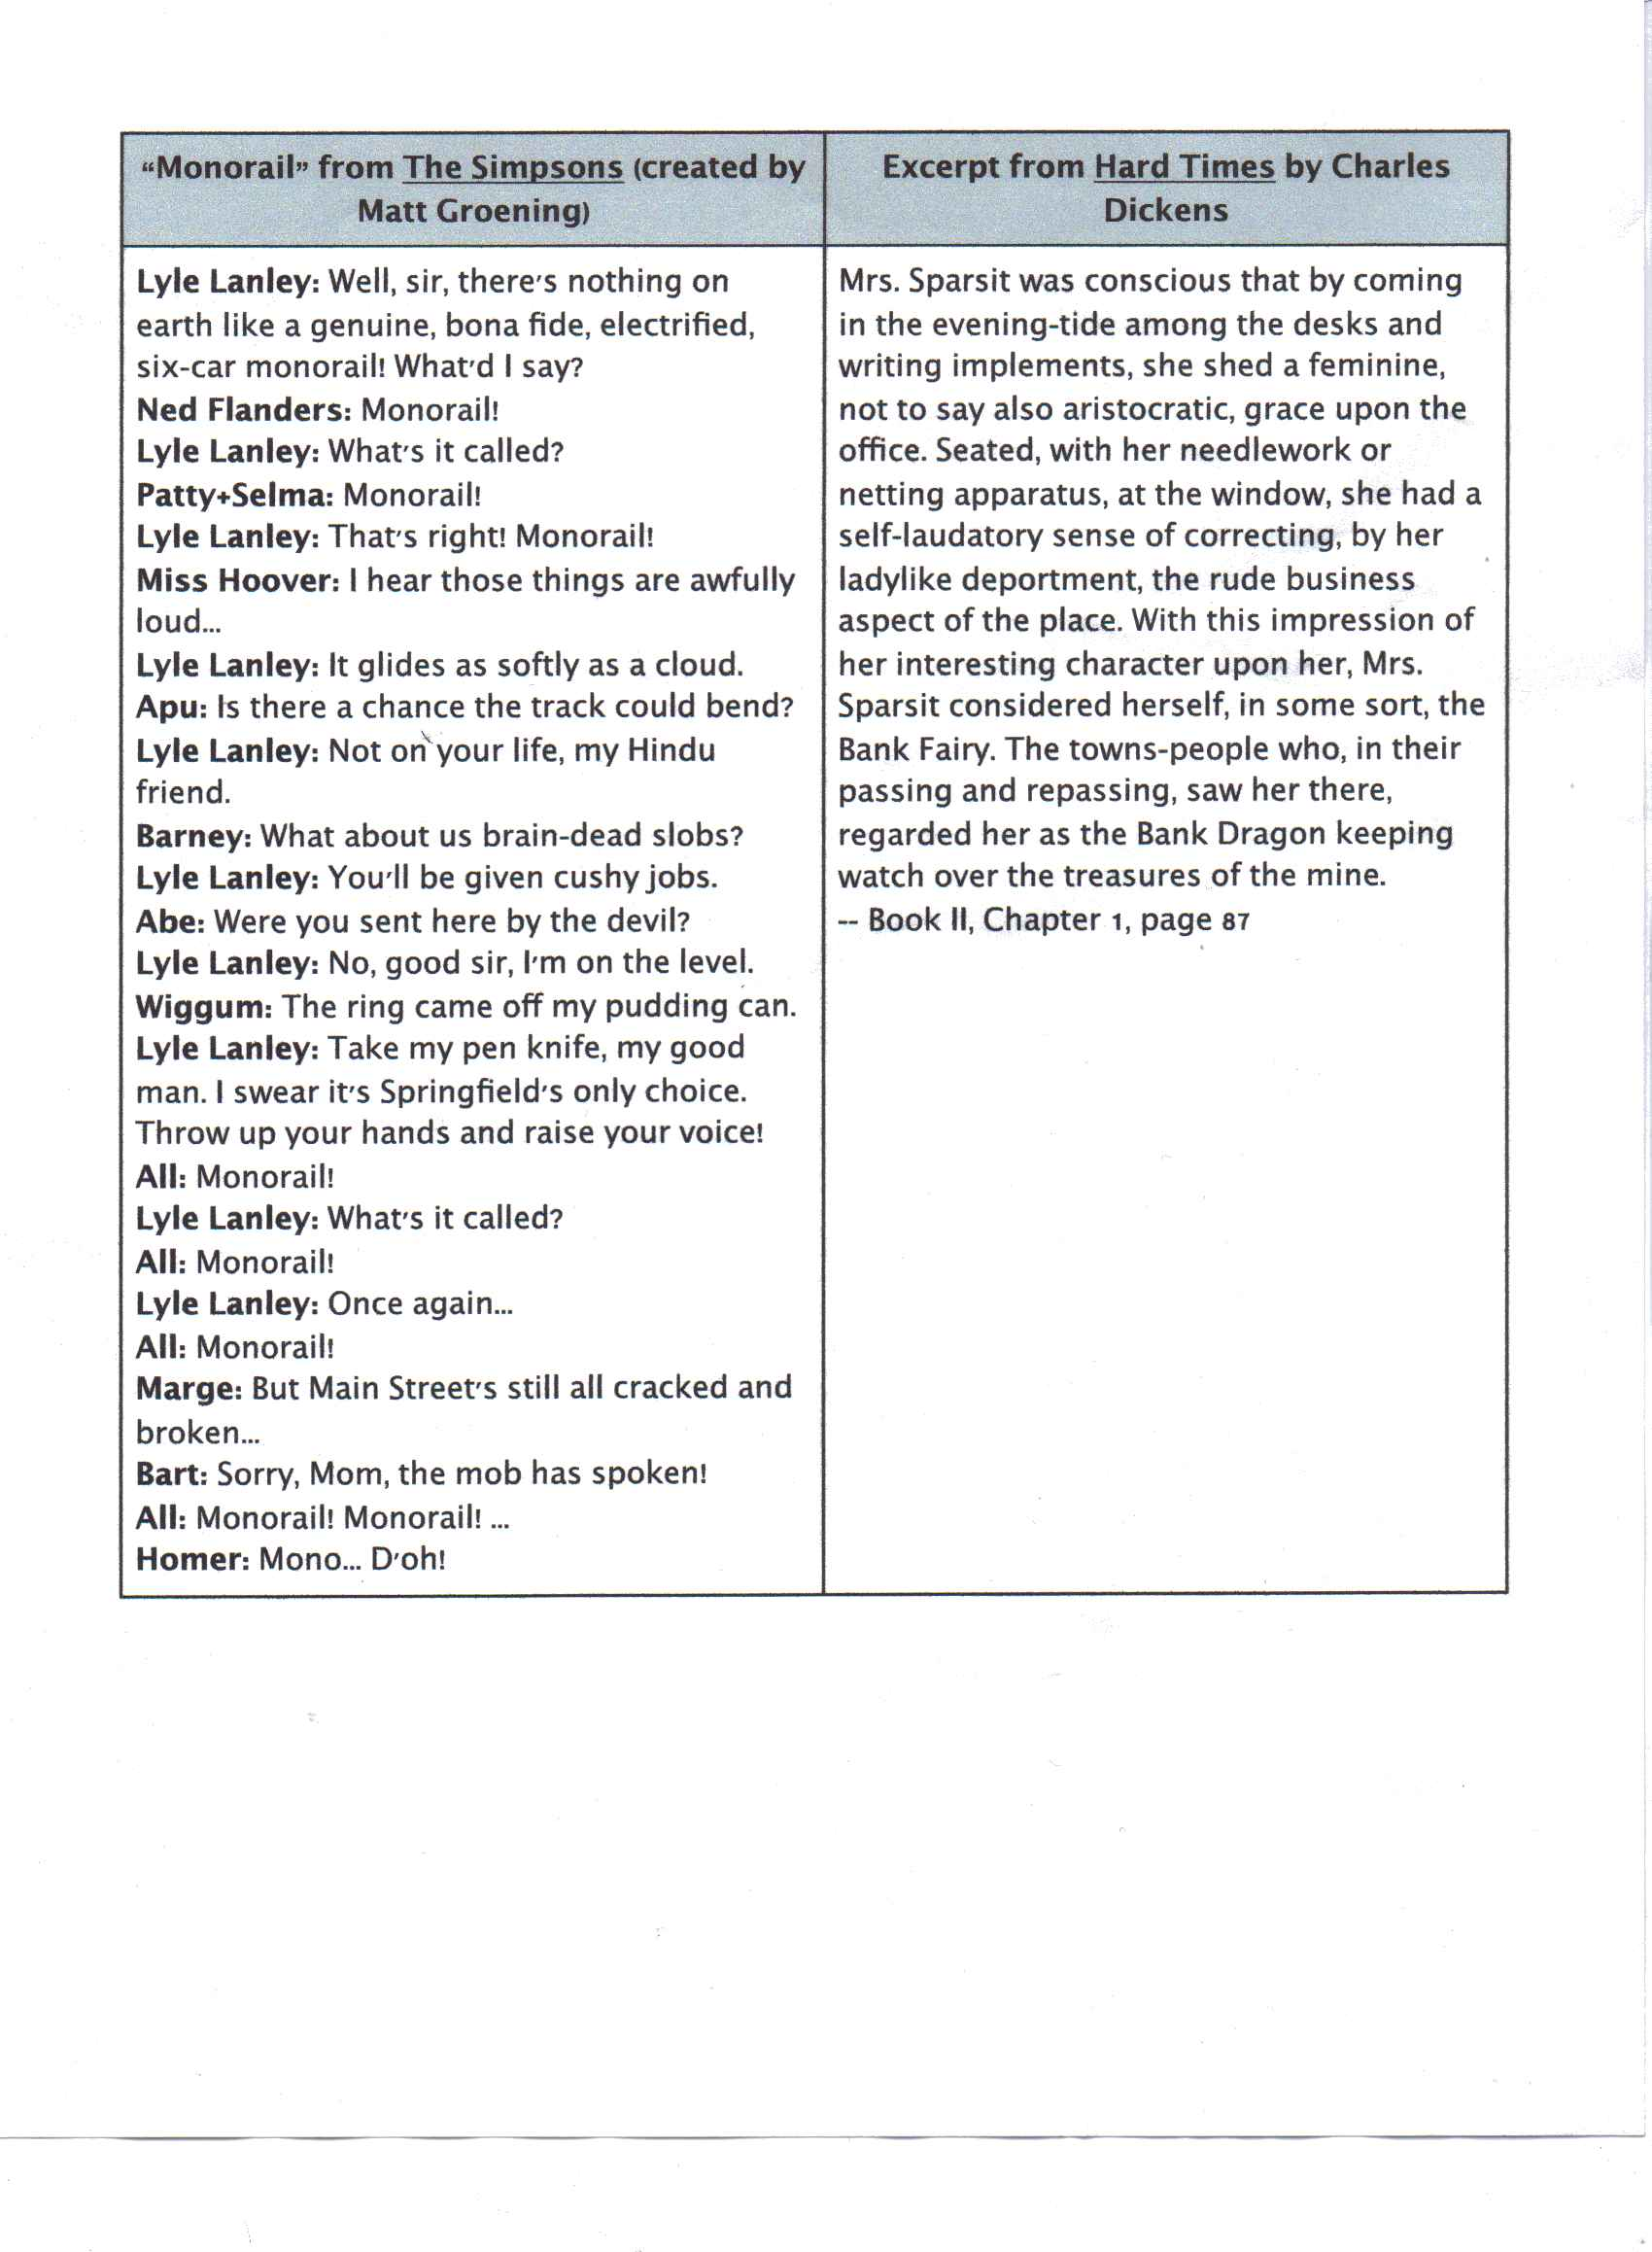 “Monorail” from The Simpsons (created by
Matt Groening)
Lyle Lanley: Well, sir, there's nothing on
earth like a genuine, bona fide, electrified,
six-car monorail! What'd I say?
Ned Flanders: Monorail!
Lyle Lanley: What's it called?
Patty+Selma: Monorail!
Lyle Lanley: That's right! Monorail!
Miss Hoover: I hear those things are awfully
loud...
Lyle Lanley: It glides as softly as a cloud.
Apu: Is there a chance the track could bend?
Lyle Lanley: Not on your life, my Hindu
friend.
Barney: What about us brain-dead slobs?
Lyle Lanley: You'll be given cushy jobs.
Abe: Were you sent here by the devil?
Lyle Lanley: No, good sir, I'm on the level.
Wiggum: The ring came off my pudding can.
Lyle Lanley: Take my pen knife, my good
man. I swear it's Springfield's only choice.
Throw up your hands and raise your voice!
All: Monorail!
Lyle Lanley: What's it called?
All: Monorail!
Lyle Lanley: Once again...
All: Monorail!
Marge: But Main Street's still all cracked and
broken...
Bart: Sorry, Mom, the mob has spoken!
All: Monorail! Monorail! ...
Homer: Mono... D'oh!
Excerpt from Hard Times by Charles
Dickens
Mrs. Sparsit was conscious that by coming
in the evening-tide among the desks and
writing implements, she shed a feminine,
not to say also aristocratic, grace upon the
office. Seated, with her needlework or
netting apparatus, at the window, she had a
self-laudatory sense of correcting, by her
ladylike deportment, the rude business
aspect of the place. With this impression of
her interesting character upon her, Mrs.
Sparsit considered herself, in some sort, the
Bank Fairy. The towns-people who, in their
passing and repassing, saw her there,
regarded her as the Bank Dragon keeping
watch over the treasures of the mine.
-- Book II, Chapter 1, page 87